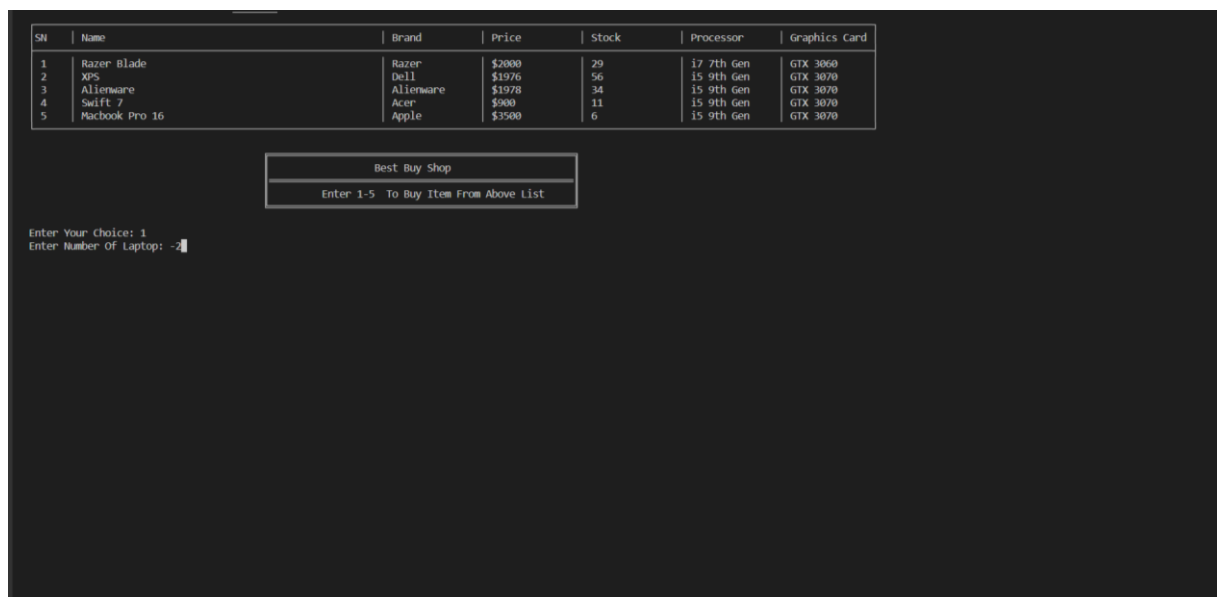 SN Name Brand Price Stock Processor Graphics Card
1 Razer Blade Razer $2000 29 i7 7th Gen GTX 3060
2 XPS Dell $1976 56 i5 9th Gen GTX 3070
3 Alienware Alienware $1978 34 i5 9th Gen GTX 3070
4 Swift 7 Acer $900 11 i5 9th Gen GTX 3070
5 Macbook Pro 16 Apple $3500 6 i5 9th Gen GTX 3070
Best Buy Shop
Enter 1-5 To Buy Item From Above List
Enter Your Choice: 1
Enter Number Of Laptop: -2